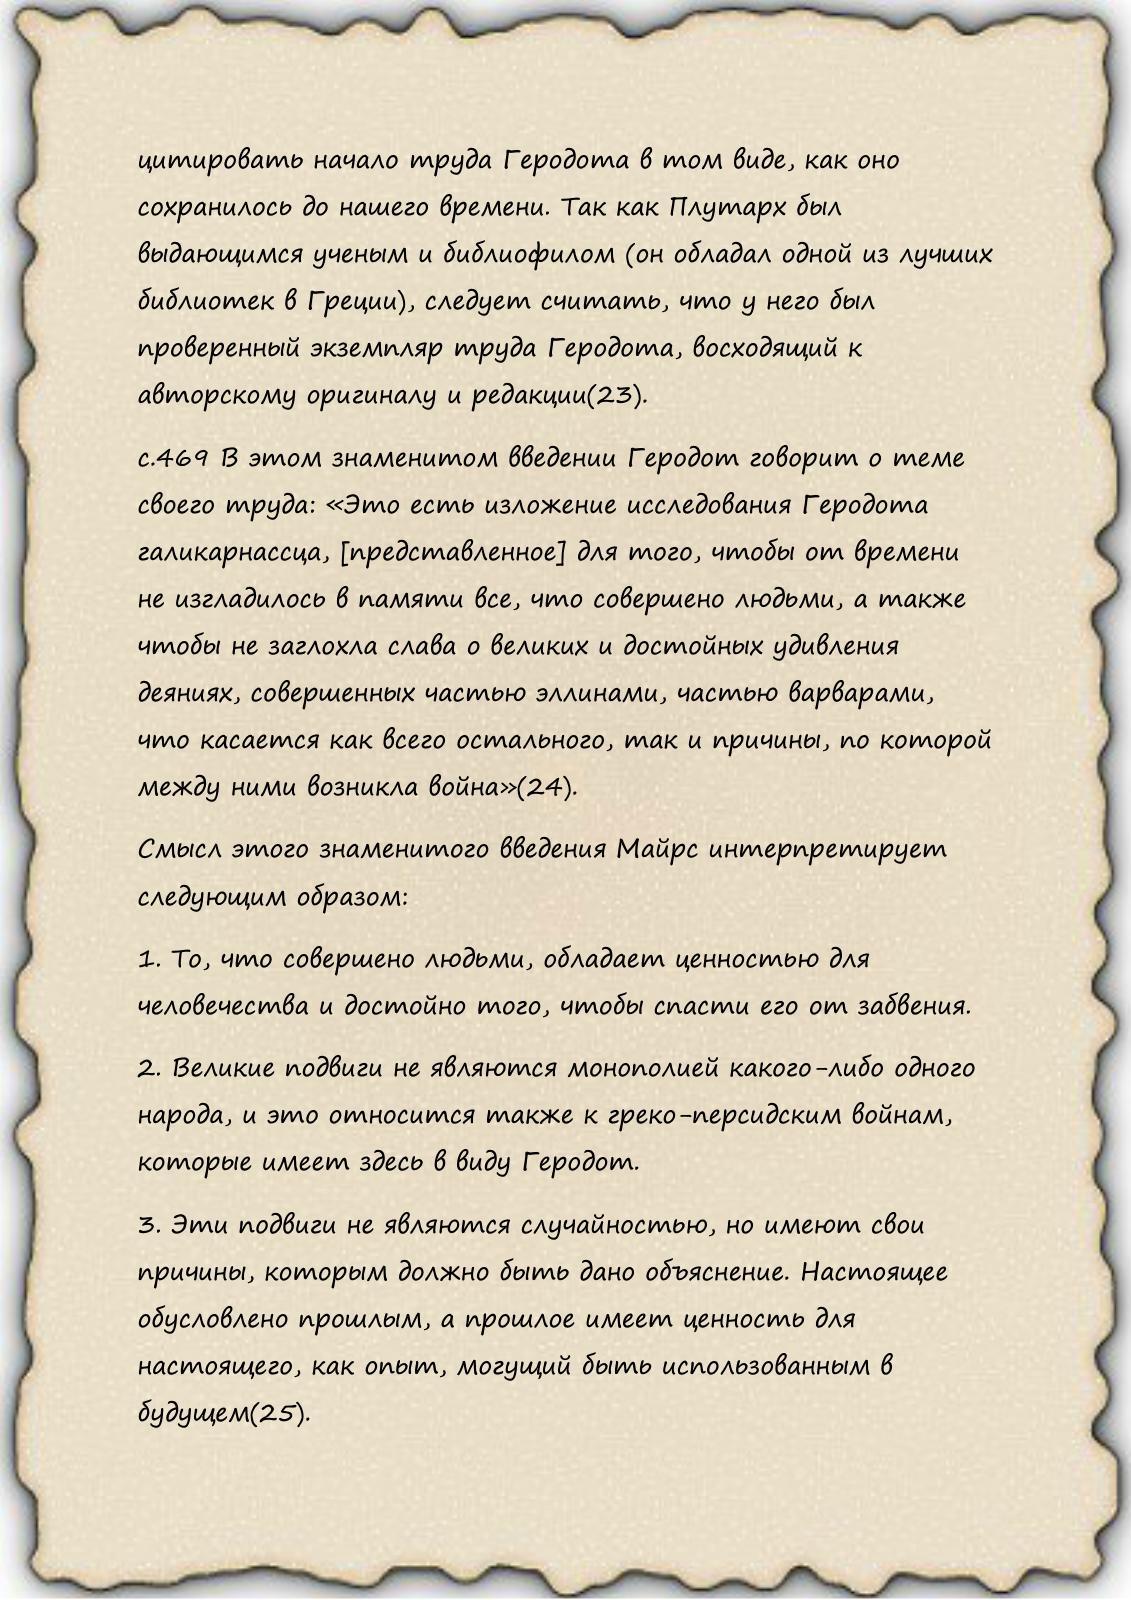 цитировать начало труда Геродота в том виде, как оно
сохранилось до нашего времени. Так как Плутарх был
выдающимся ученым и библиофилом (он обладал одной из лучших
библиотек в Греции), следует считать, что у него был
проверенный экземпляр труда Геродота, восходящий к
авторскому оригиналу и редакции(23).
с.469 В этом знаменитом введении Геродот говорит о теме
своего труда: «Это есть изложение исследования Геродота
галикарнассца, [представленное] для того, чтобы от времени
не изгладилось в памяти все, что совершено людьми, а также
чтобы не заглохла слава о великих и достойных удивления
деяниях, совершенных частью эллинами, частью варварами,
что касается как всего остального, так и причины, по которой
между ними возникла война»(24).
Смысл этого знаменитого введения Майрс интерпретирует
следующим образом:
1. То, что совершено людьми, обладает ценностью для
человечества и достойно того, чтобы спасти его от забвения.
2. Великие подвиги не являются монополией какого-либо одного
народа, и это относится также к греко-персидским войнам,
которые имеет здесь в виду Геродот.
3. Эти подвиги не являются случайностью, но имеют свои
причины, которым должно быть дано объяснение. Настоящее
обусловлено прошлым, а прошлое имеет ценность для
настоящего, как опыт, могущий быть использованным в
будущем(25).